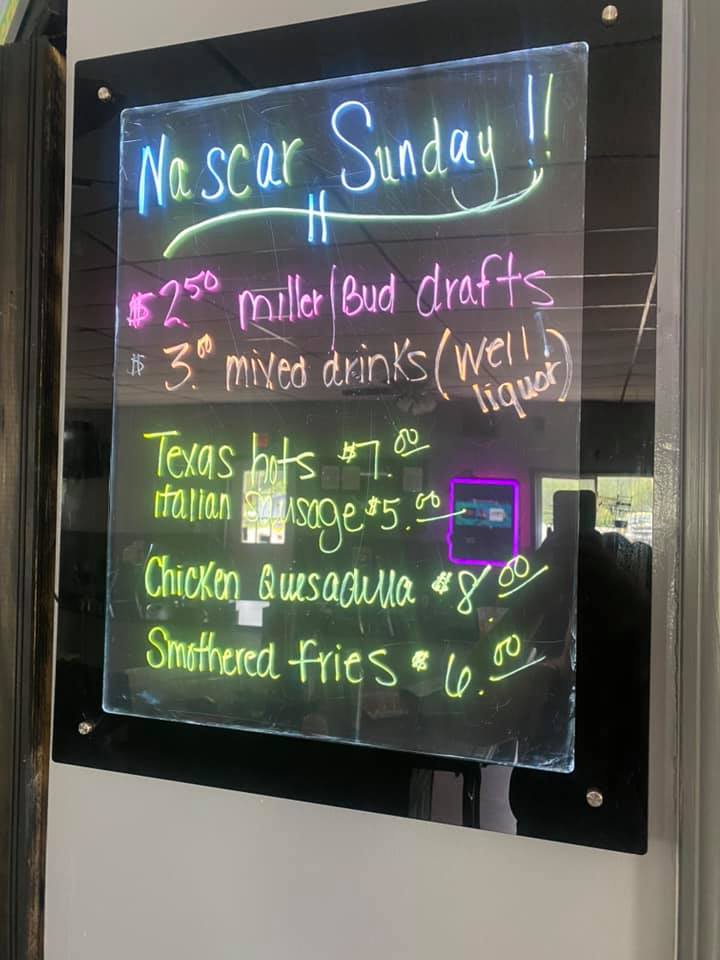 Nascar Sunday!!
$2.50 miller/Bud drafts
$3.00 mixed drinks (well liquor)
Texas hots $7.00
italian sausage $5.00
Chicken Quesadilla $8.00
Smothered fries $6.00